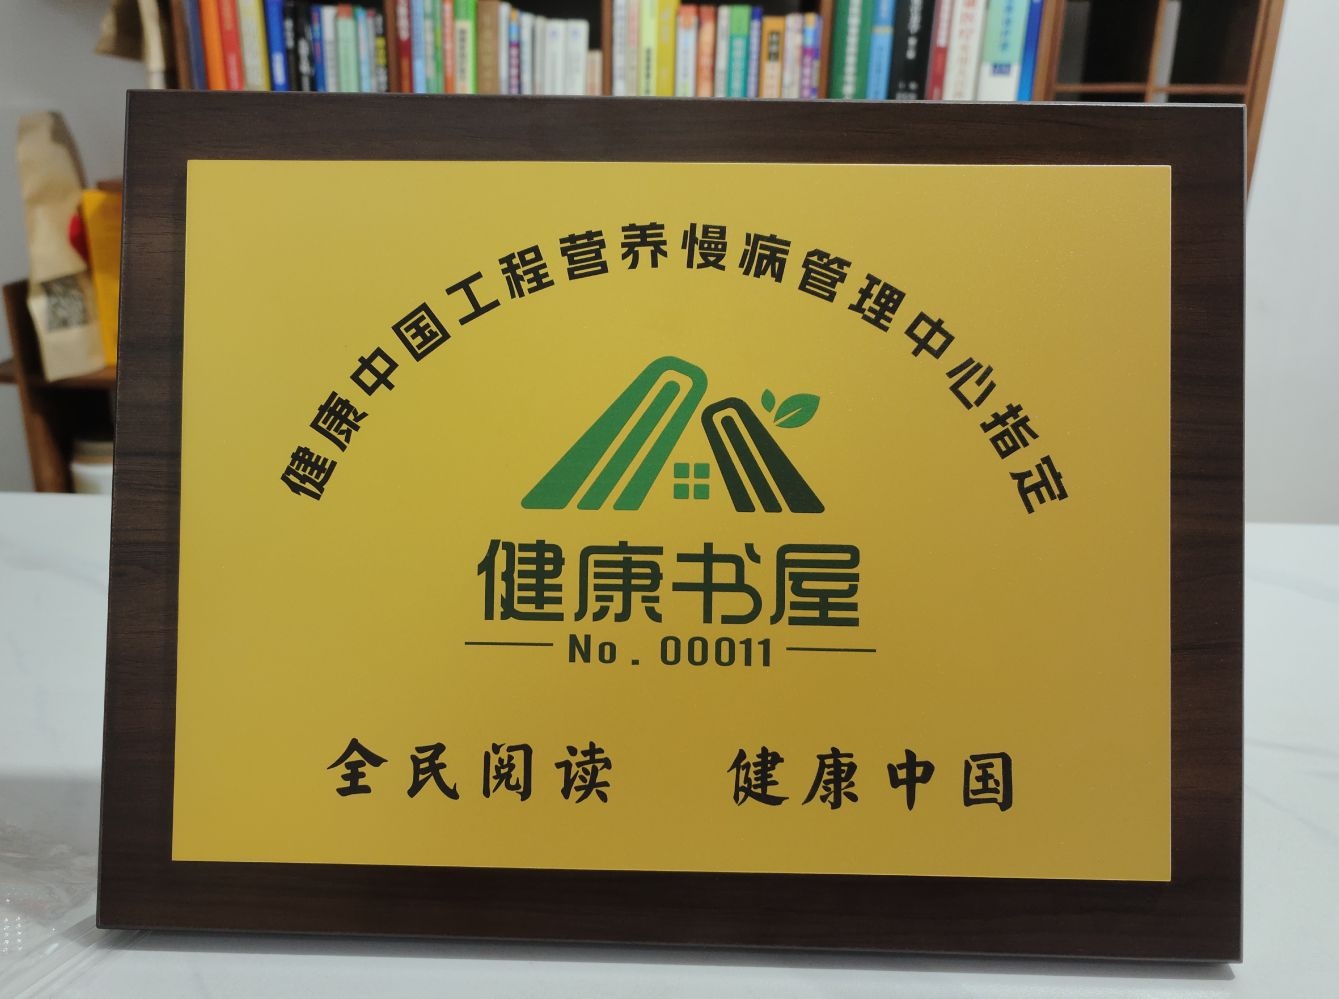 健康中国工程营养慢病管理中心指定
健康书屋
No. 00011
全民阅读 健康中国